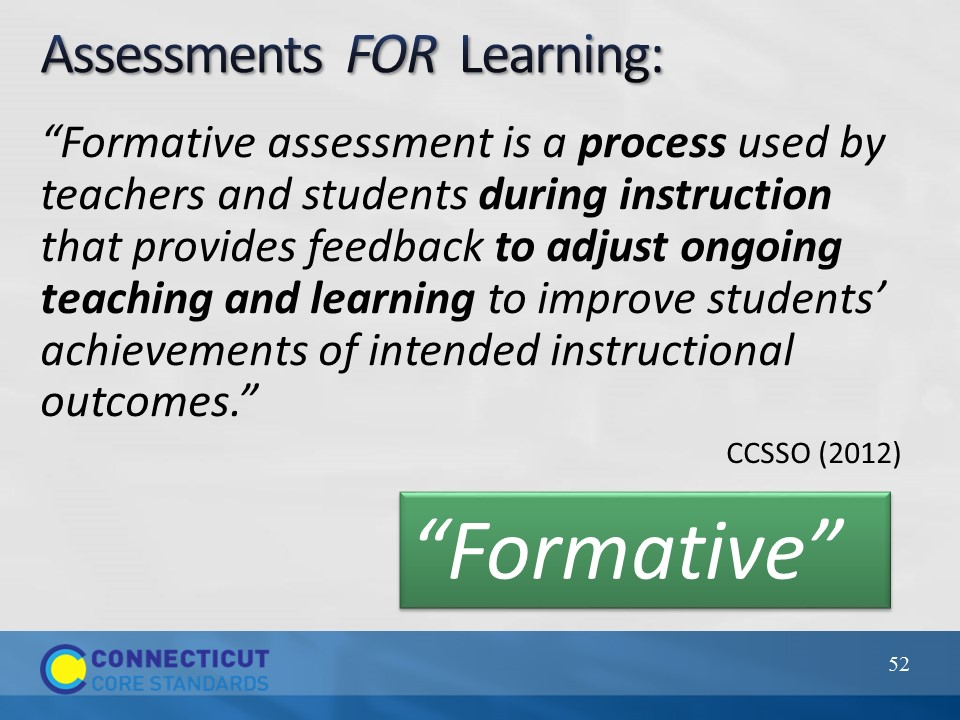 Assessments FOR Learning:
“Formative assessment is a process used by
teachers and students during instruction
that provides feedback to adjust ongoing
teaching and learning to improve students’
achievements of intended instructional
outcomes.”
CCSSO (2012)
“Formative”
CONNECTICUT
CORE STANDARDS
52